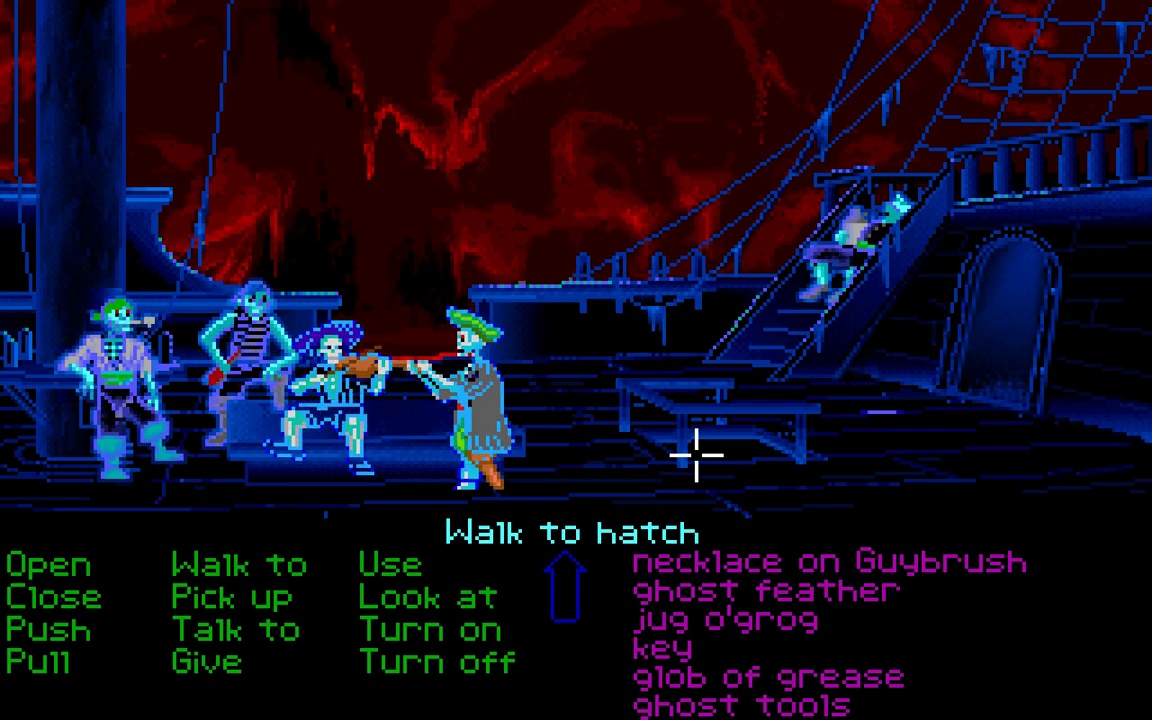 Walk to hatch
Open Walk to Use
Close Pick up Look at
Push Talk to Turn on
Pull Give Turn off
necklace on Guybrush
ghost feather
jug o'grog
key
glob of grease
ghost tools